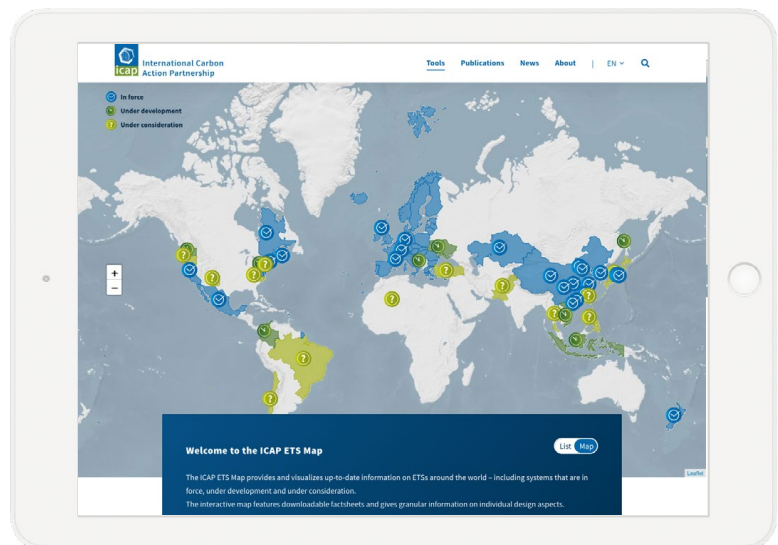 icap
International Carbon
Action Partnership
Tools
Publications
News
About
|
EN
In force
Under development
? Under consideration
+
−
Welcome to the ICAP ETS Map
List
Map
The ICAP ETS Map provides and visualizes up-to-date information on ETSs around the world – including systems that are in
force, under development and under consideration.
The interactive map features downloadable factsheets and gives granular information on individual design aspects.
Leaflet